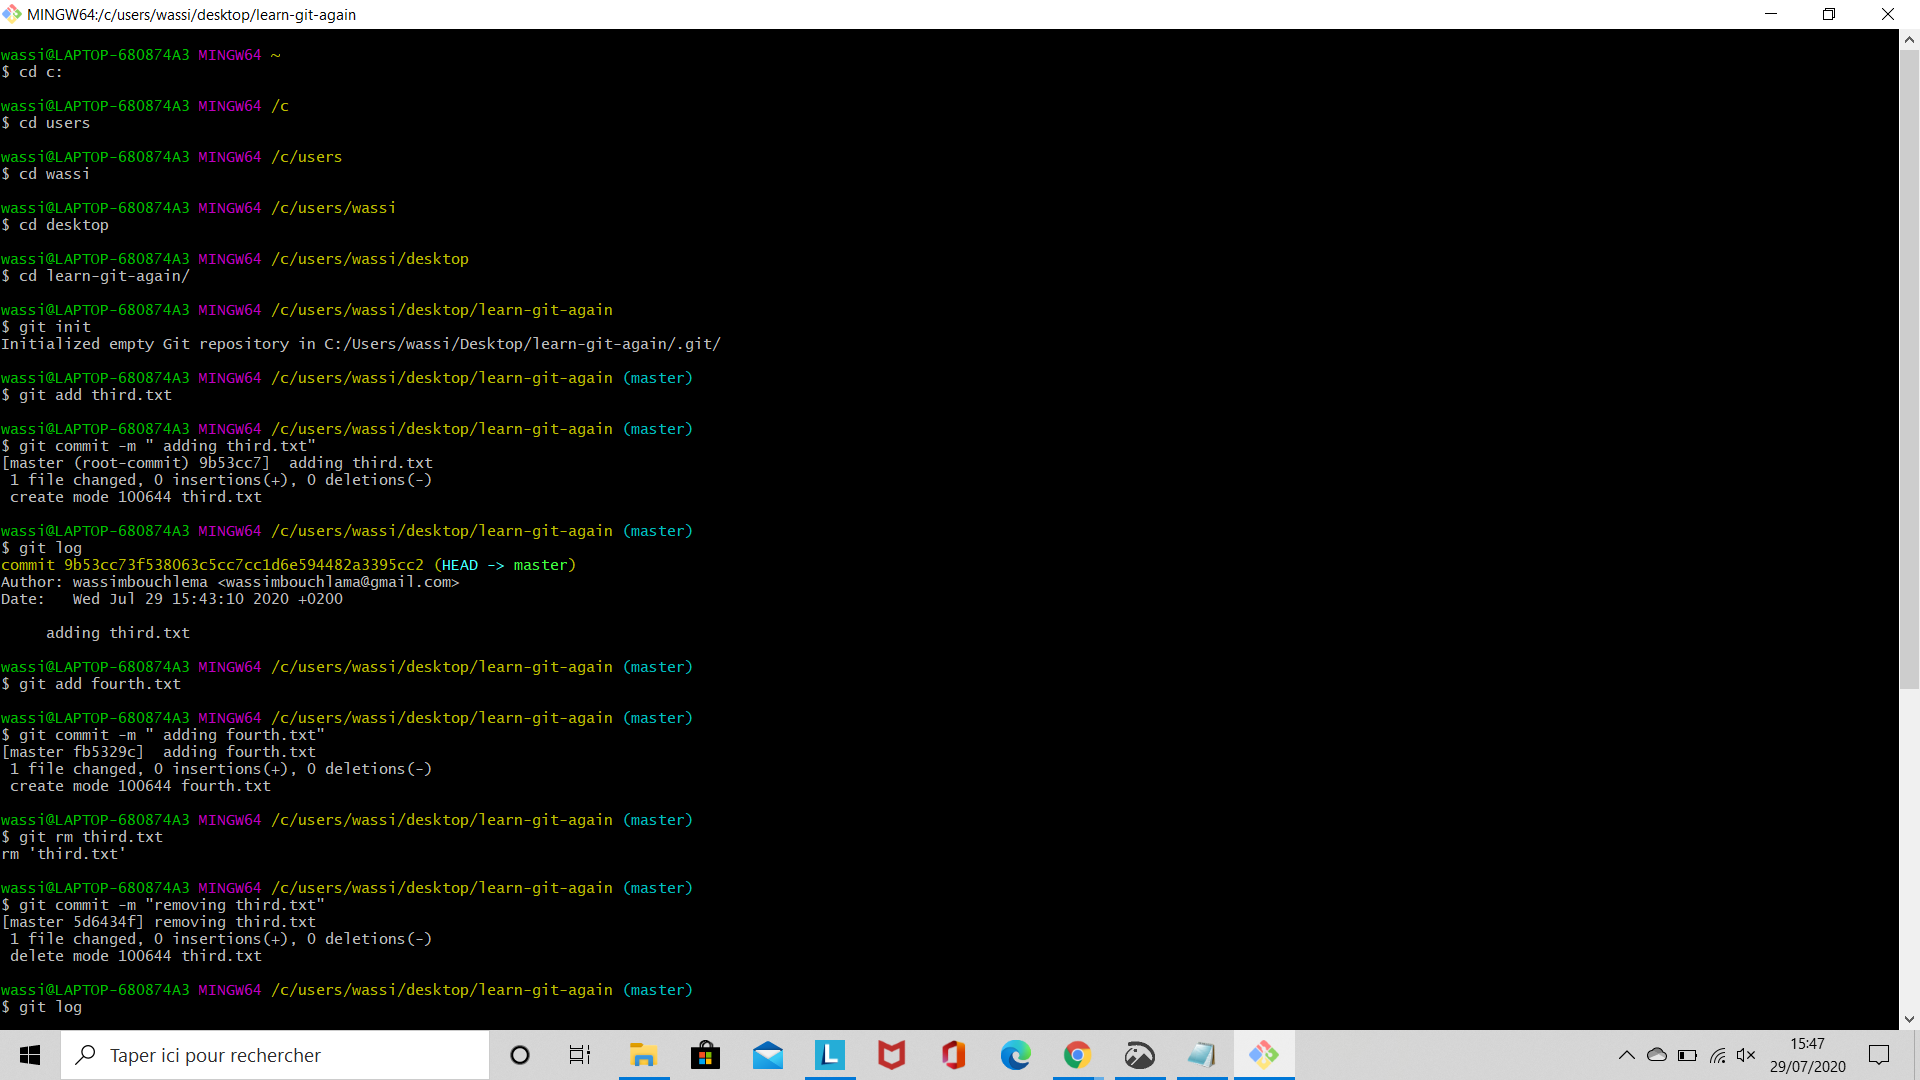 MINGW64:/c/users/wassi/desktop/learn-git-again
wassi@LAPTOP-680874A3 MINGW64 ~
$ cd c:
wassi@LAPTOP-680874A3 MINGW64 /c
$ cd users
wassi@LAPTOP-680874A3 MINGW64 /c/users
$ cd wassi
wassi@LAPTOP-680874A3 MINGW64 /c/users/wassi
$ cd desktop
wassi@LAPTOP-680874A3 MINGW64 /c/users/wassi/desktop
$ cd learn-git-again/
wassi@LAPTOP-680874A3 MINGW64 /c/users/wassi/desktop/learn-git-again
$ git init
Initialized empty Git repository in C:/Users/wassi/Desktop/learn-git-again/.git/
wassi@LAPTOP-680874A3 MINGW64 /c/users/wassi/desktop/learn-git-again (master)
$ git add third.txt
wassi@LAPTOP-680874A3 MINGW64 /c/users/wassi/desktop/learn-git-again (master)
$ git commit -m " adding third.txt"
[master (root-commit) 9b53cc7]  adding third.txt
 1 file changed, 0 insertions(+), 0 deletions(-)
 create mode 100644 third.txt
wassi@LAPTOP-680874A3 MINGW64 /c/users/wassi/desktop/learn-git-again (master)
$ git log
commit 9b53cc73f538063c5cc7cc1d6e594482a3395cc2 (HEAD -> master)
Author: wassimbouchlema <wassimbouchlama@gmail.com>
Date:   Wed Jul 29 15:43:10 2020 +0200
     adding third.txt
wassi@LAPTOP-680874A3 MINGW64 /c/users/wassi/desktop/learn-git-again (master)
$ git add fourth.txt
wassi@LAPTOP-680874A3 MINGW64 /c/users/wassi/desktop/learn-git-again (master)
$ git commit -m " adding fourth.txt"
[master fb5329c]  adding fourth.txt
 1 file changed, 0 insertions(+), 0 deletions(-)
 create mode 100644 fourth.txt
wassi@LAPTOP-680874A3 MINGW64 /c/users/wassi/desktop/learn-git-again (master)
$ git rm third.txt
rm 'third.txt'
wassi@LAPTOP-680874A3 MINGW64 /c/users/wassi/desktop/learn-git-again (master)
$ git commit -m "removing third.txt"
[master 5d6434f] removing third.txt
 1 file changed, 0 insertions(+), 0 deletions(-)
 delete mode 100644 third.txt
wassi@LAPTOP-680874A3 MINGW64 /c/users/wassi/desktop/learn-git-again (master)
$ git log
Taper ici pour rechercher
L
15:47
29/07/2020